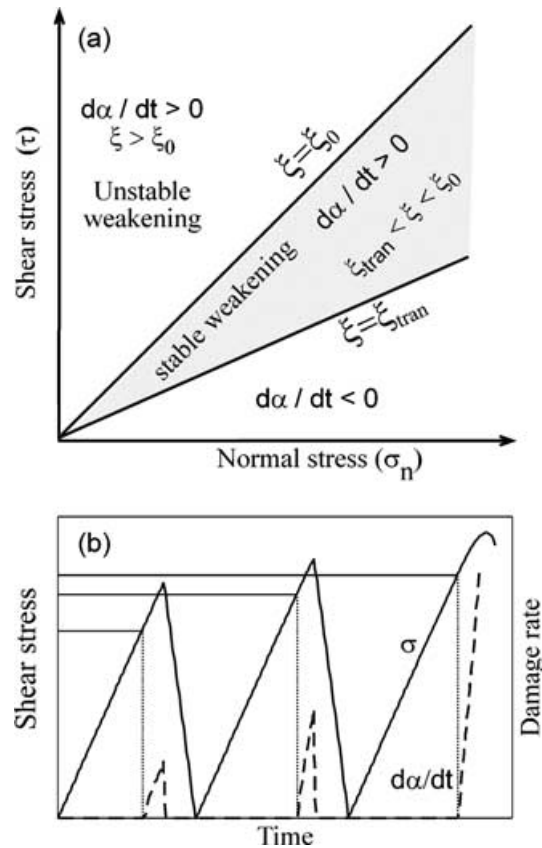 (a)
dα / dt > 0
ξ > ξ₀
Unstable
weakening
ξ=ξ₀
dα / dt > 0
ξtran < ξ < ξ₀
stable weakening
ξ=ξtran
dα / dt < 0
Shear stress (τ)
Normal stress (σn)
(b)
σ
dα/dt
Shear stress
Damage rate
Time